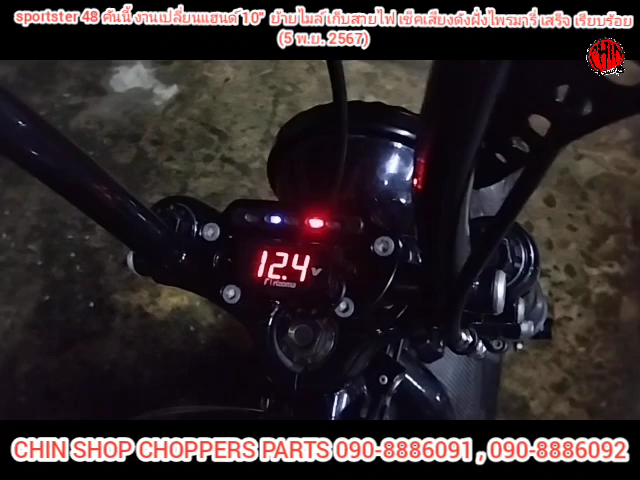 sportster 48 คันนี้ งานเปลี่ยนแฮนด์ 10" ย้ายไมล์ เก็บสายไฟ เช็คเสียงดังฝั่งไพรมารี่ เสร็จ เรียบร้อย
(5 พ.ย. 2567)
12.4 v
rizoma
CHIN SHOP CHOPPERS PARTS 090-8886091 , 090-8886092